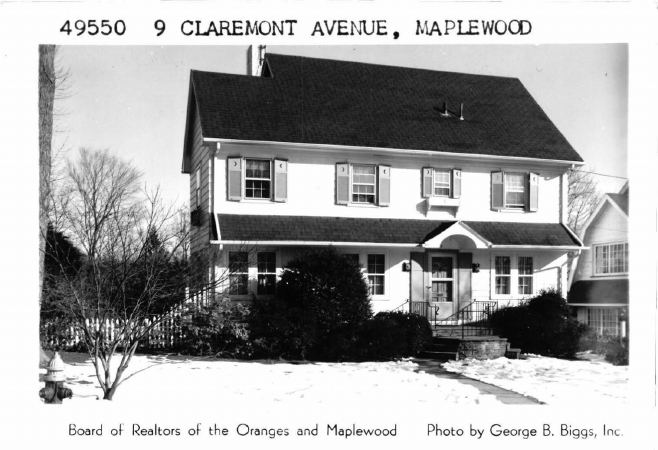 49550 9 CLAREMONT AVENUE, MAPLEWOOD
Board of Realtors of the Oranges and Maplewood Photo by George B. Biggs, Inc.